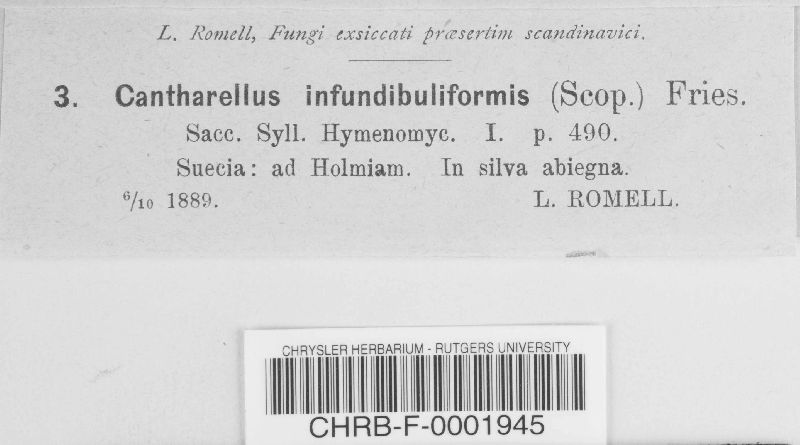 L. Romell, Fungi exsiccati præsertim scandinavici.
3. Cantharellus infundibuliformis (Scop.) Fries.
Sacc. Syll. Hymenomyc. I. p. 490.
Suecia: ad Holmiam. In silva abiegna.
6/10 1889. L. ROMELL.
CHRYSLER HERBARIUM - RUTGERS UNIVERSITY
CHRB-F-0001945